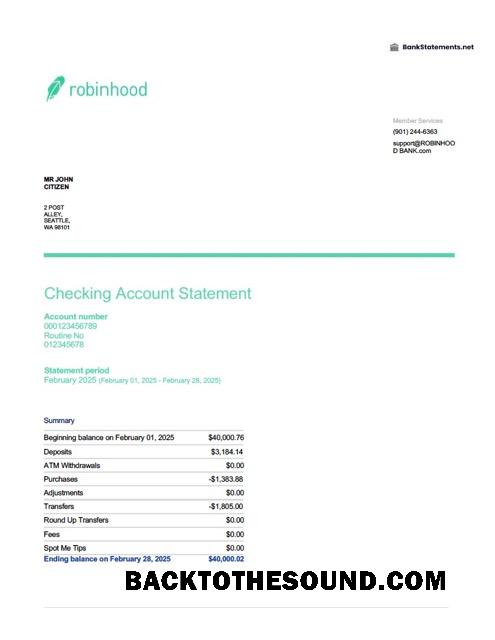 BankStatements.net
robinhood
Member Services
(901) 244-6363
support@ROBINHOO
D BANK.com
MR JOHN
CITIZEN
2 POST
ALLEY,
SEATTLE,
WA 98101
Checking Account Statement
Account number
000123456789
Routine No
012345678
Statement period
February 2025 (February 01, 2025 - February 28, 2025)
Summary
Beginning balance on February 01, 2025 $40,000.76
Deposits $3,184.14
ATM Withdrawals $0.00
Purchases -$1,383.88
Adjustments $0.00
Transfers -$1,805.00
Round Up Transfers $0.00
Fees $0.00
Spot Me Tips $0.00
Ending balance on February 28, 2025 $40,000.02
BACKTOTHESOUND.COM